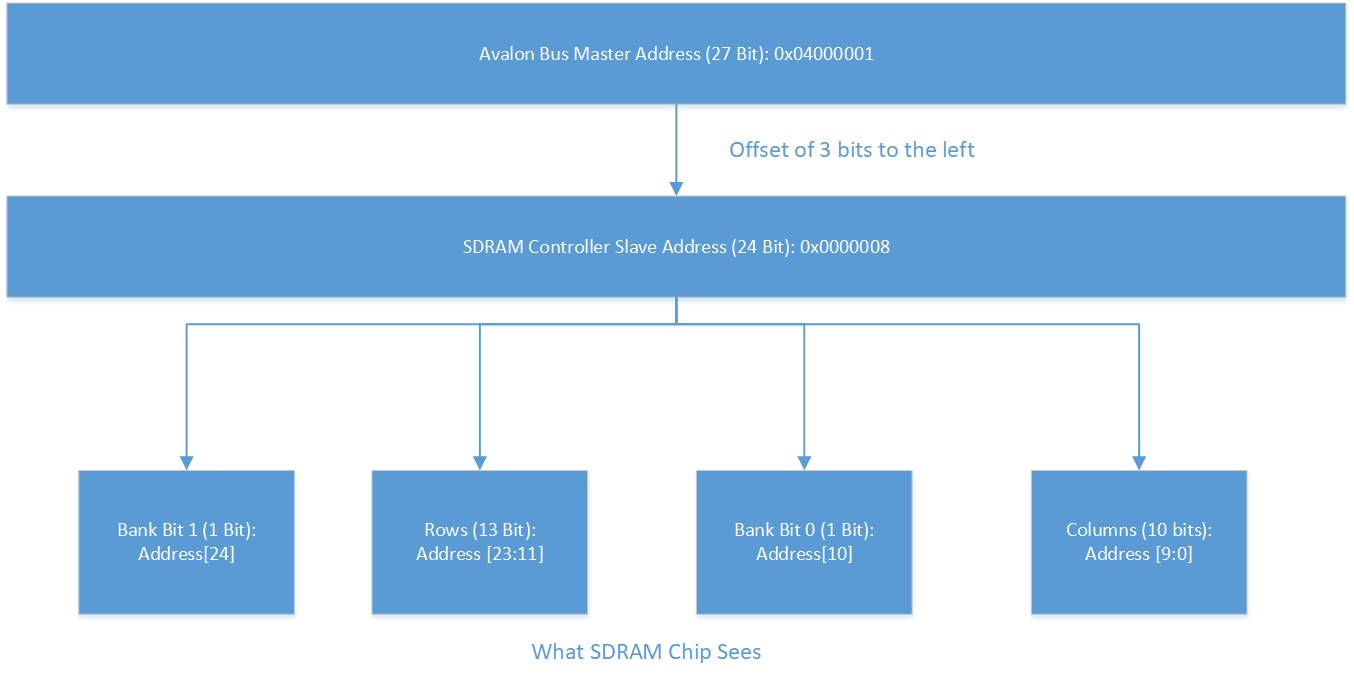 Avalon Bus Master Address (27 Bit): 0x04000001
Offset of 3 bits to the left
SDRAM Controller Slave Address (24 Bit): 0x0000008
Bank Bit 1 (1 Bit):
Address[24]
Rows (13 Bit):
Address [23:11]
Bank Bit 0 (1 Bit):
Address[10]
Columns (10 bits):
Address [9:0]
What SDRAM Chip Sees